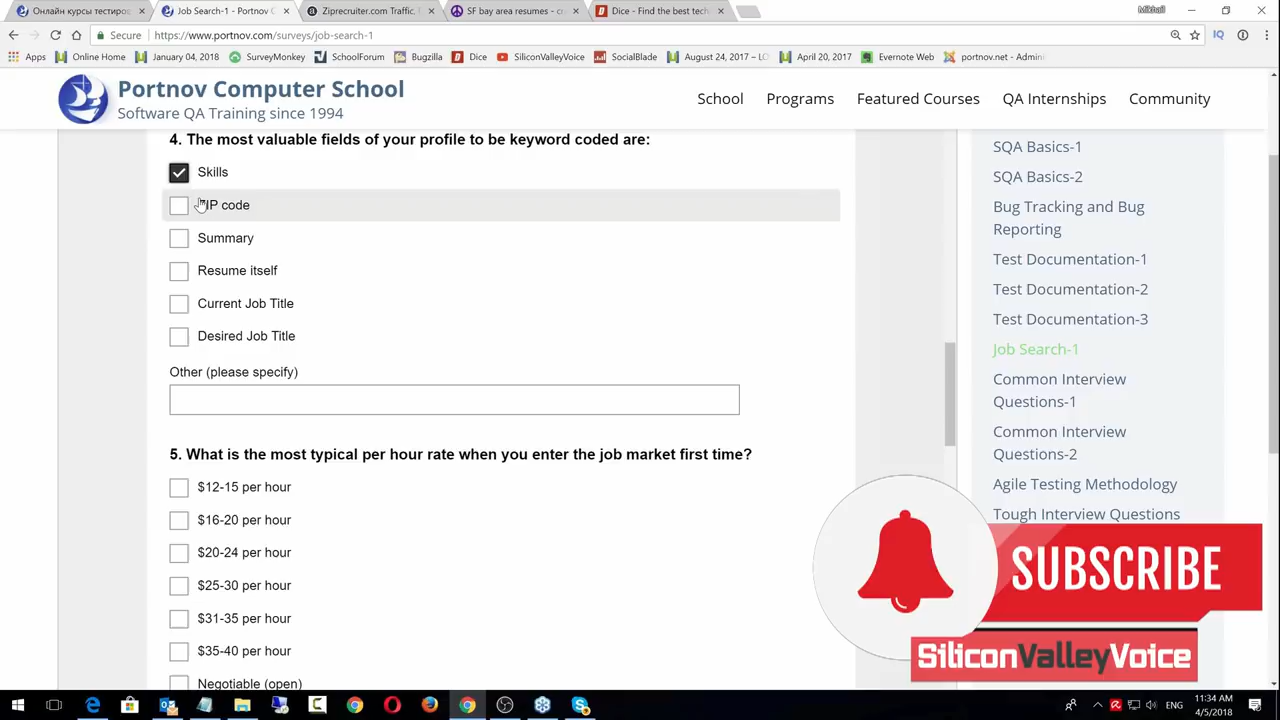 Онлайн курсы тестиров
Job Search-1 - Portnov C
Ziprecruiter.com Traffic,
SF bay area resumes - cr
Dice - Find the best tech
Mikhail
Secure
https://www.portnov.com/surveys/job-search-1
Apps
Online Home
January 04, 2018
SurveyMonkey
SchoolForum
Bugzilla
Dice
SiliconValleyVoice
SocialBlade
August 24, 2017 – LO
April 20, 2017
Evernote Web
portnov.net - Admini
Portnov Computer School
Software QA Training since 1994
School
Programs
Featured Courses
QA Internships
Community
4. The most valuable fields of your profile to be keyword coded are:
Skills
IP code
Summary
Resume itself
Current Job Title
Desired Job Title
Other (please specify)
5. What is the most typical per hour rate when you enter the job market first time?
$12-15 per hour
$16-20 per hour
$20-24 per hour
$25-30 per hour
$31-35 per hour
$35-40 per hour
Negotiable (open)
SQA Basics-1
SQA Basics-2
Bug Tracking and Bug
Reporting
Test Documentation-1
Test Documentation-2
Test Documentation-3
Job Search-1
Common Interview
Questions-1
Common Interview
Questions-2
Agile Testing Methodology
Tough Interview Questions
SUBSCRIBE
SiliconValleyVoice
11:34 AM
4/5/2018